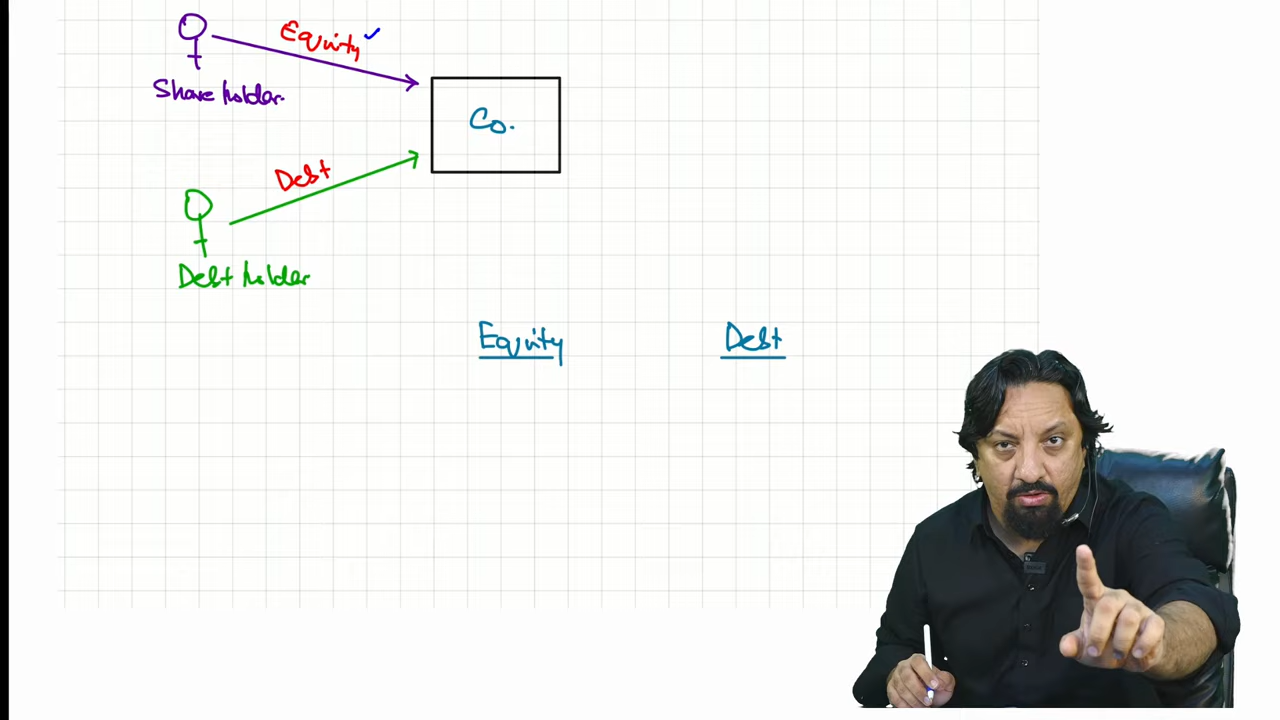 Equity
Share holder.
Co.
Debt
Debt holder
Equity Debt